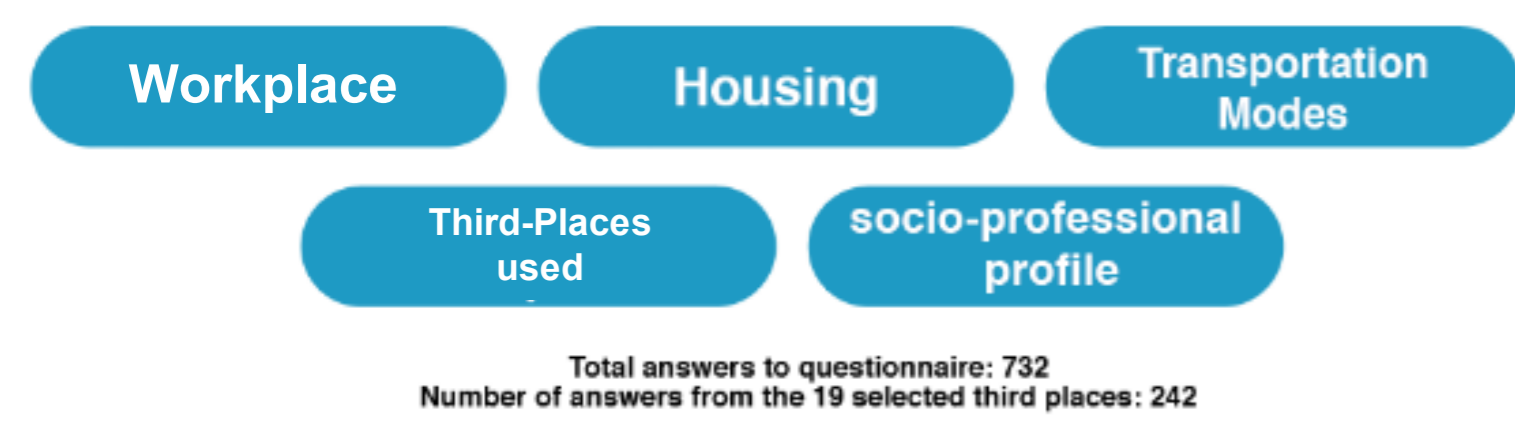 Workplace
Housing
Transportation
Modes
Third-Places
used
socio-professional
profile
Total answers to questionnaire: 732
Number of answers from the 19 selected third places: 242